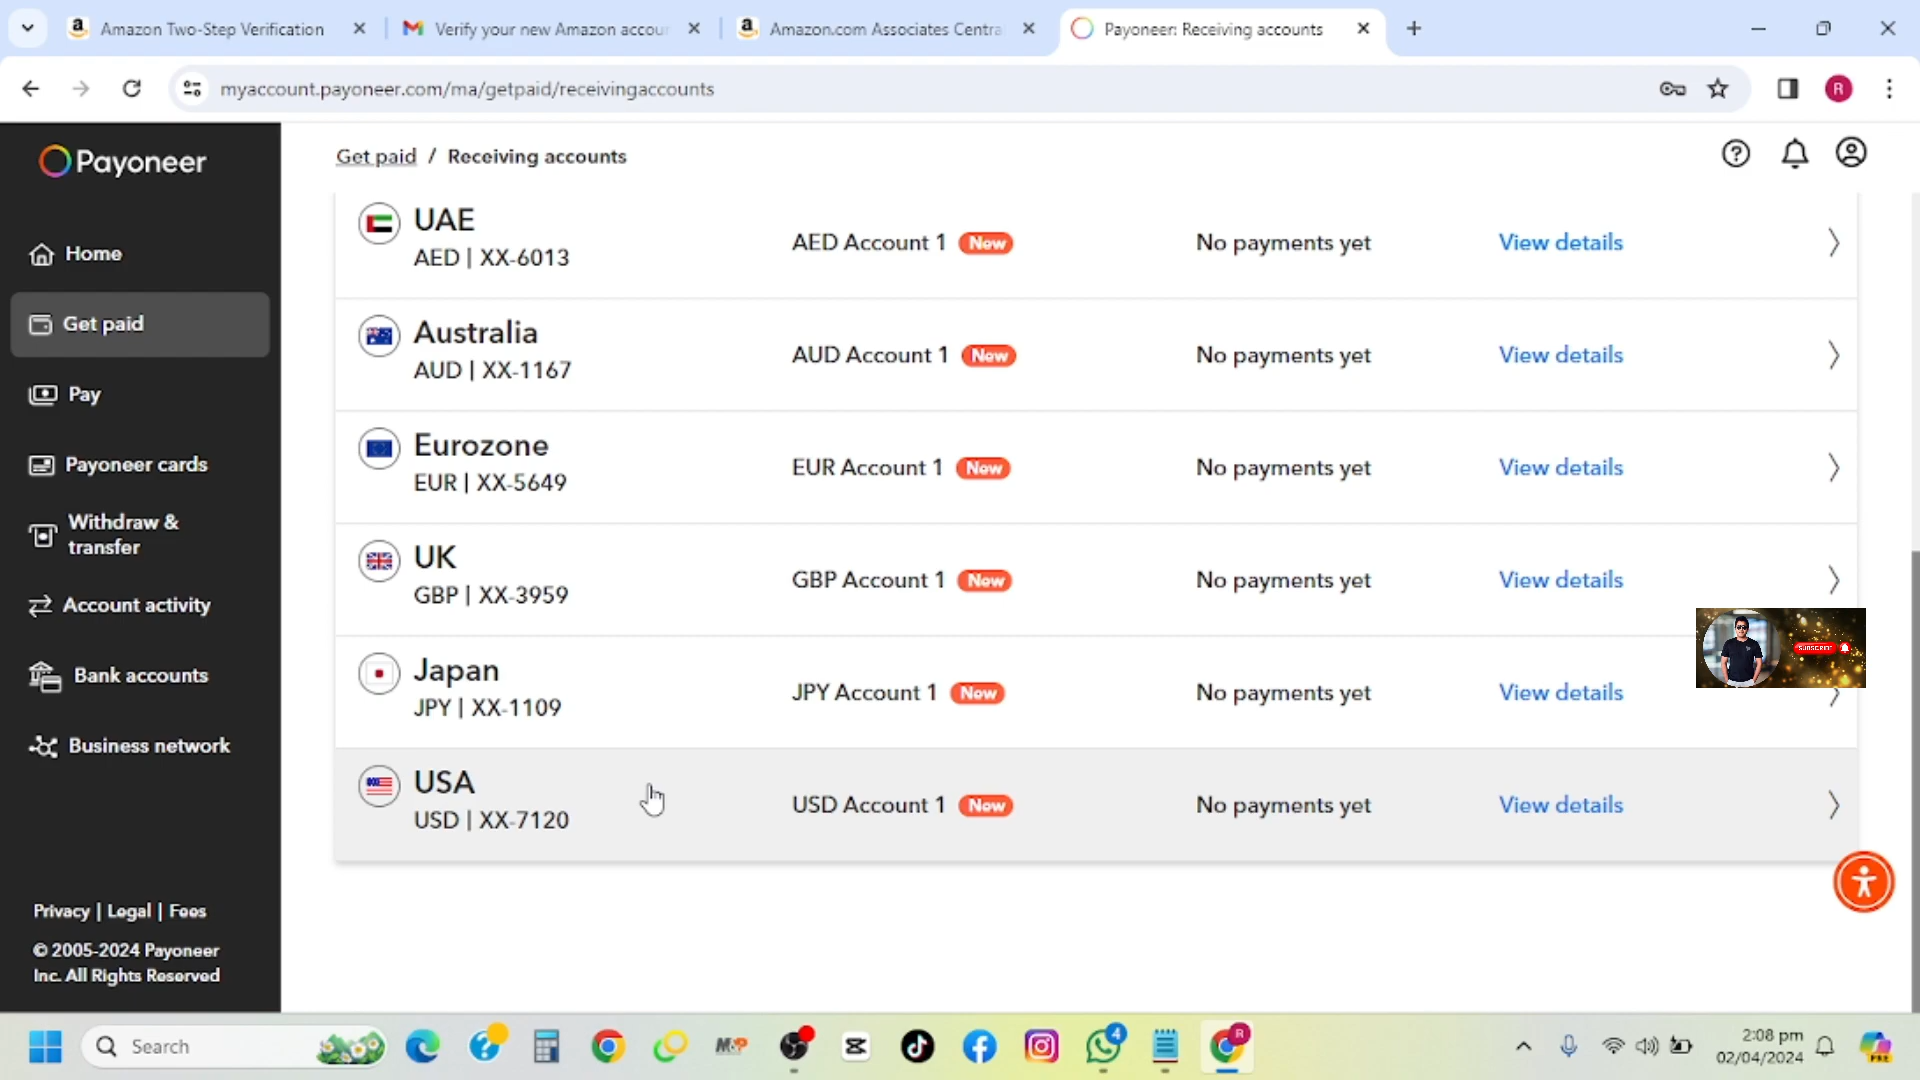 Amazon Two-Step Verification
Verify your new Amazon accou
Amazon.com Associates Centra
Payoneer: Receiving accounts
myaccount.payoneer.com/ma/getpaid/receivingaccounts
R
Payoneer
Get paid / Receiving accounts
Home
Get paid
Pay
Payoneer cards
Withdraw &
transfer
Account activity
Bank accounts
Business network
Privacy | Legal | Fees
© 2005-2024 Payoneer
Inc. All Rights Reserved
UAE
AED | XX-6013
AED Account 1 New
No payments yet
View details
Australia
AUD | XX-1167
AUD Account 1 New
No payments yet
View details
Eurozone
EUR | XX-5649
EUR Account 1 New
No payments yet
View details
UK
GBP | XX-3959
GBP Account 1 New
No payments yet
View details
SUBSCRIBE
Japan
JPY | XX-1109
JPY Account 1 New
No payments yet
View details
USA
USD | XX-7120
USD Account 1 New
No payments yet
View details
Search
4
R
2:08 pm
02/04/2024
PRE